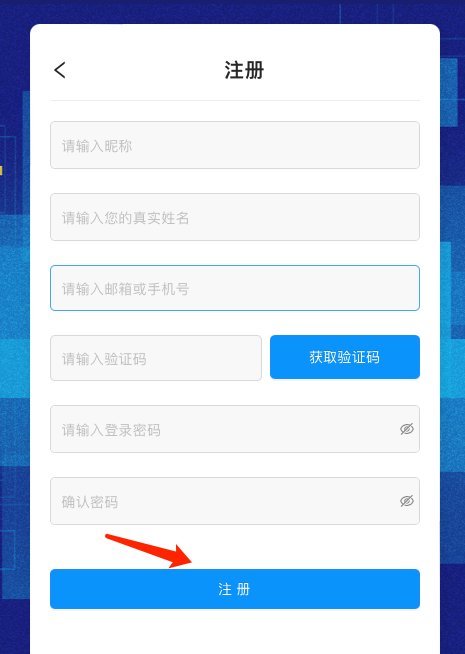 注册
请输入昵称
请输入您的真实姓名
请输入邮箱或手机号
请输入验证码
获取验证码
请输入登录密码
确认密码
注 册